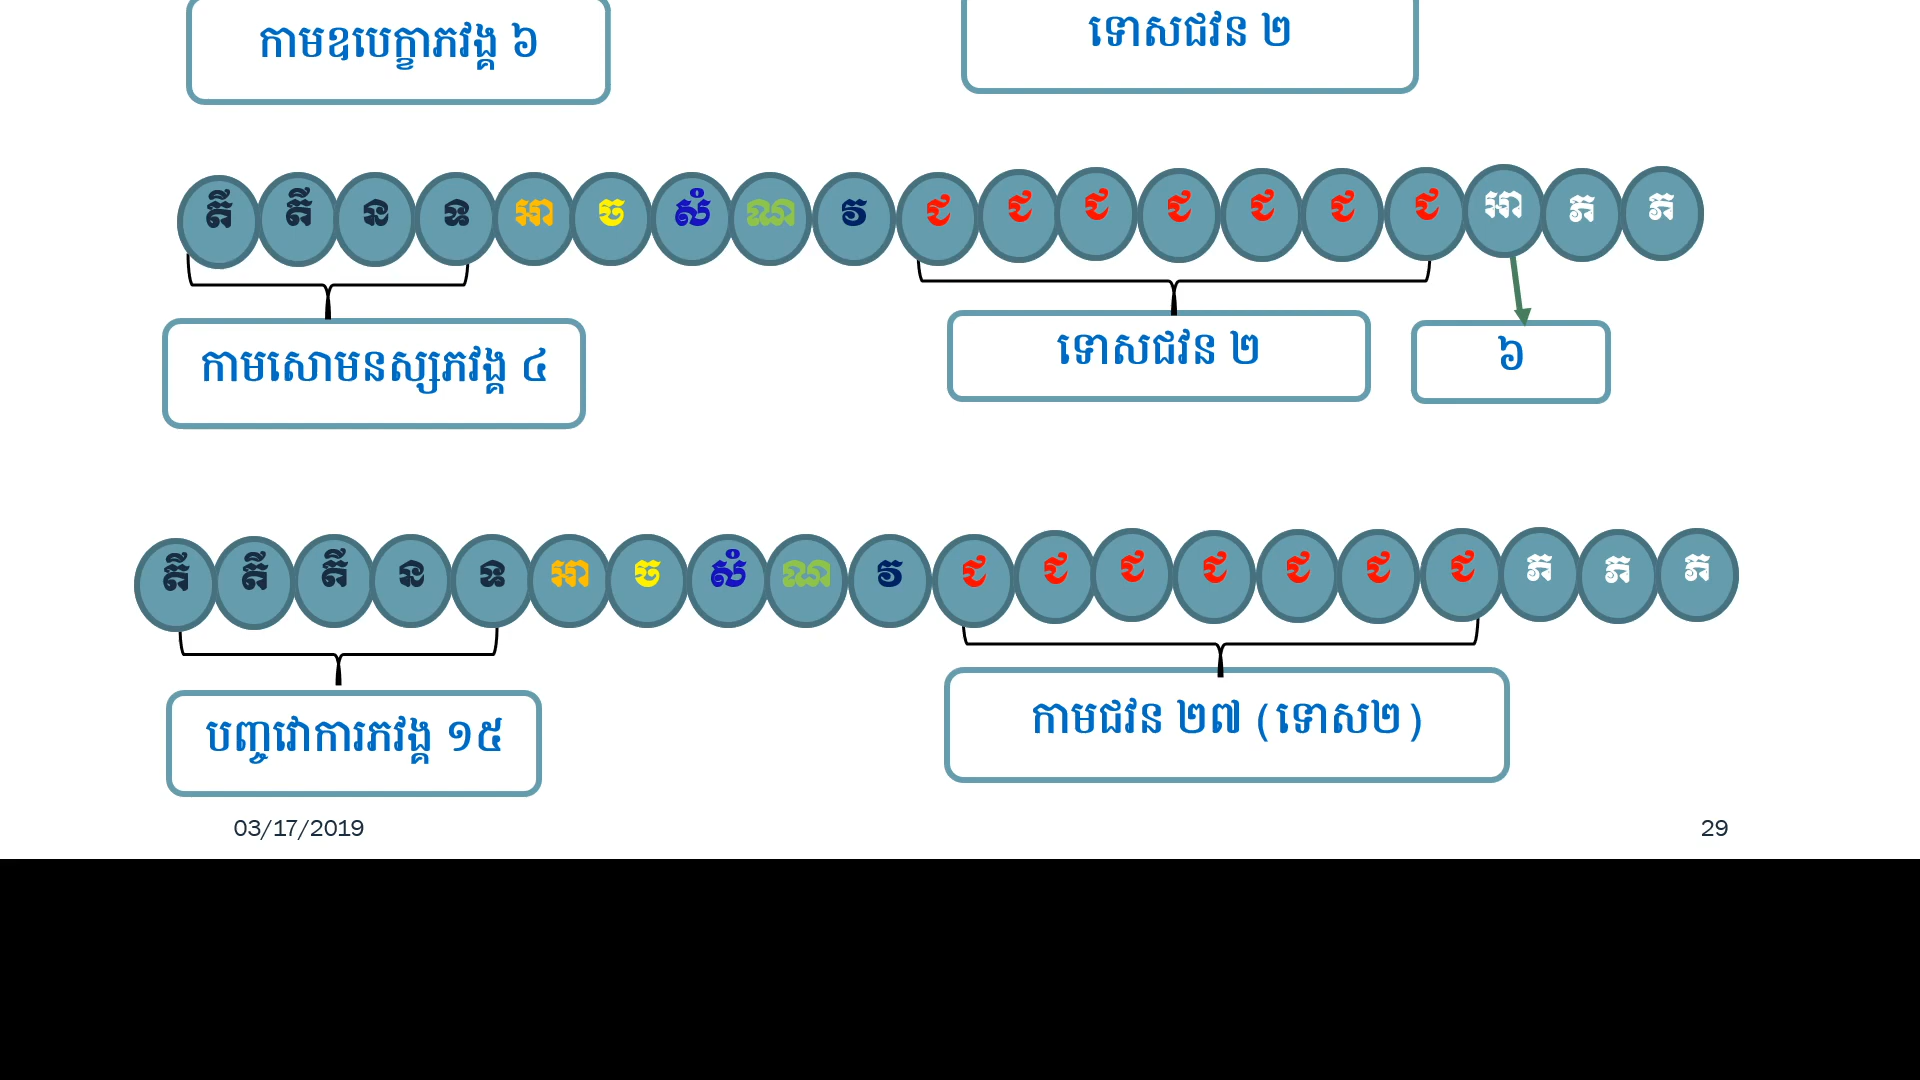 កាមឧបេក្ខាភវង្គ ៦
ទោសជវន ២
តី តី ន ទ អា ច សំ ណ វ ជ ជ ជ ជ ជ ជ ជ អា ត ត
កាមសោមនស្សភវង្គ ៤
ទោសជវន ២
៦
តី តី តី ន ទ អា ច សំ ណ វ ជ ជ ជ ជ ជ ជ ជ ភ ភ ភ
បញ្ចវោការភវង្គ ១៥
កាមជវន ២៧ (ទោស២)
03/17/2019
29